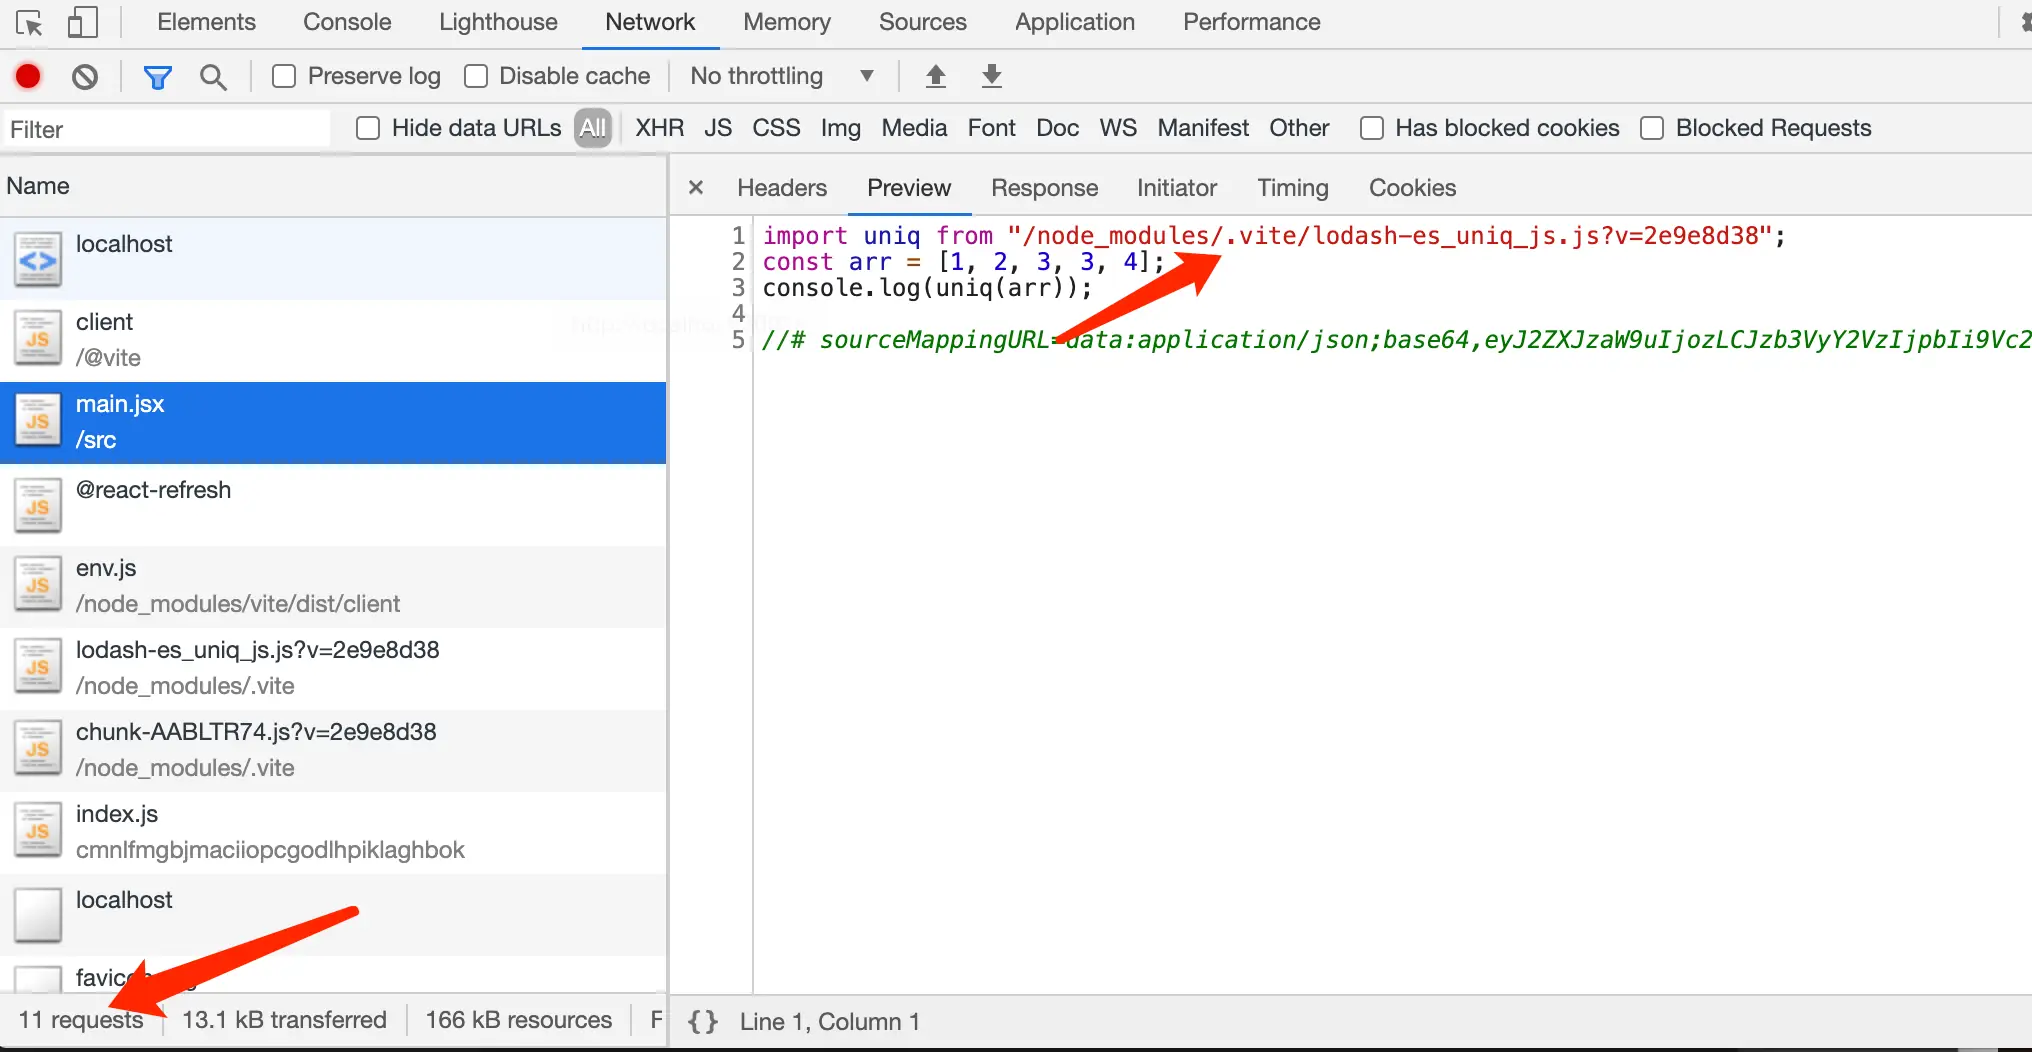 Elements Console Lighthouse Network Memory Sources Application Performance
Preserve log Disable cache No throttling
Filter Hide data URLs All XHR JS CSS Img Media Font Doc WS Manifest Other Has blocked cookies Blocked Requests
Name
Headers Preview Response Initiator Timing Cookies
localhost
client
/@vite
main.jsx
/src
@react-refresh
env.js
/node_modules/vite/dist/client
lodash-es_uniq_js.js?v=2e9e8d38
/node_modules/.vite
chunk-AABLTR74.js?v=2e9e8d38
/node_modules/.vite
index.js
cmnlfmgbjmaciiopcgodlhpiklaghbok
localhost
11 requests 13.1 kB transferred 166 kB resources F
1 import uniq from "/node_modules/.vite/lodash-es_uniq_js.js?v=2e9e8d38";
2 const arr = [1, 2, 3, 3, 4];
3 console.log(uniq(arr));
4
5 //# sourceMappingURL=data:application/json;base64,eyJ2ZXJzaW9uIjozLCJzb3VyY2VzIjpbIi9Vc2
{} Line 1, Column 1